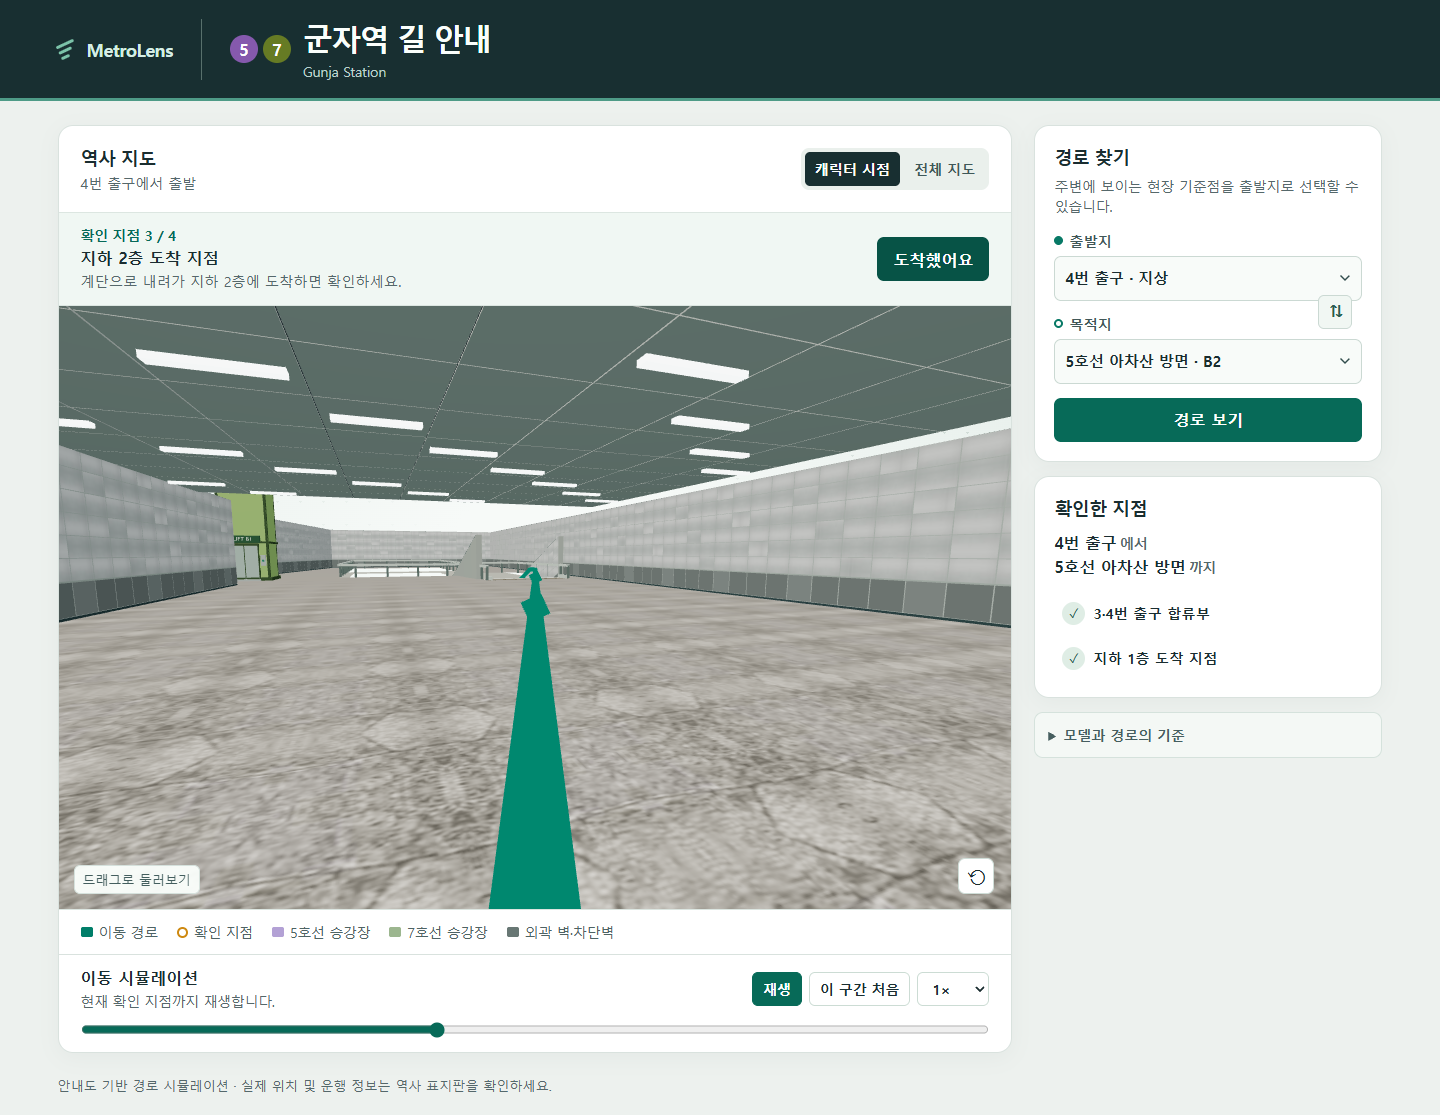 MetroLens
5 7
군자역 길 안내
Gunja Station
역사 지도
4번 출구에서 출발
캐릭터 시점
전체 지도
확인 지점 3 / 4
지하 2층 도착 지점
계단으로 내려가 지하 2층에 도착하면 확인하세요.
도착했어요
LIFT B1
드래그로 둘러보기
이동 경로
확인 지점
5호선 승강장
7호선 승강장
외곽 벽·차단벽
이동 시뮬레이션
현재 확인 지점까지 재생합니다.
재생
이 구간 처음
1×
경로 찾기
주변에 보이는 현장 기준점을 출발지로 선택할 수
있습니다.
출발지
4번 출구 · 지상
목적지
5호선 아차산 방면 · B2
경로 보기
확인한 지점
4번 출구 에서
5호선 아차산 방면 까지
3·4번 출구 합류부
지하 1층 도착 지점
모델과 경로의 기준
안내도 기반 경로 시뮬레이션 · 실제 위치 및 운행 정보는 역사 표지판을 확인하세요.